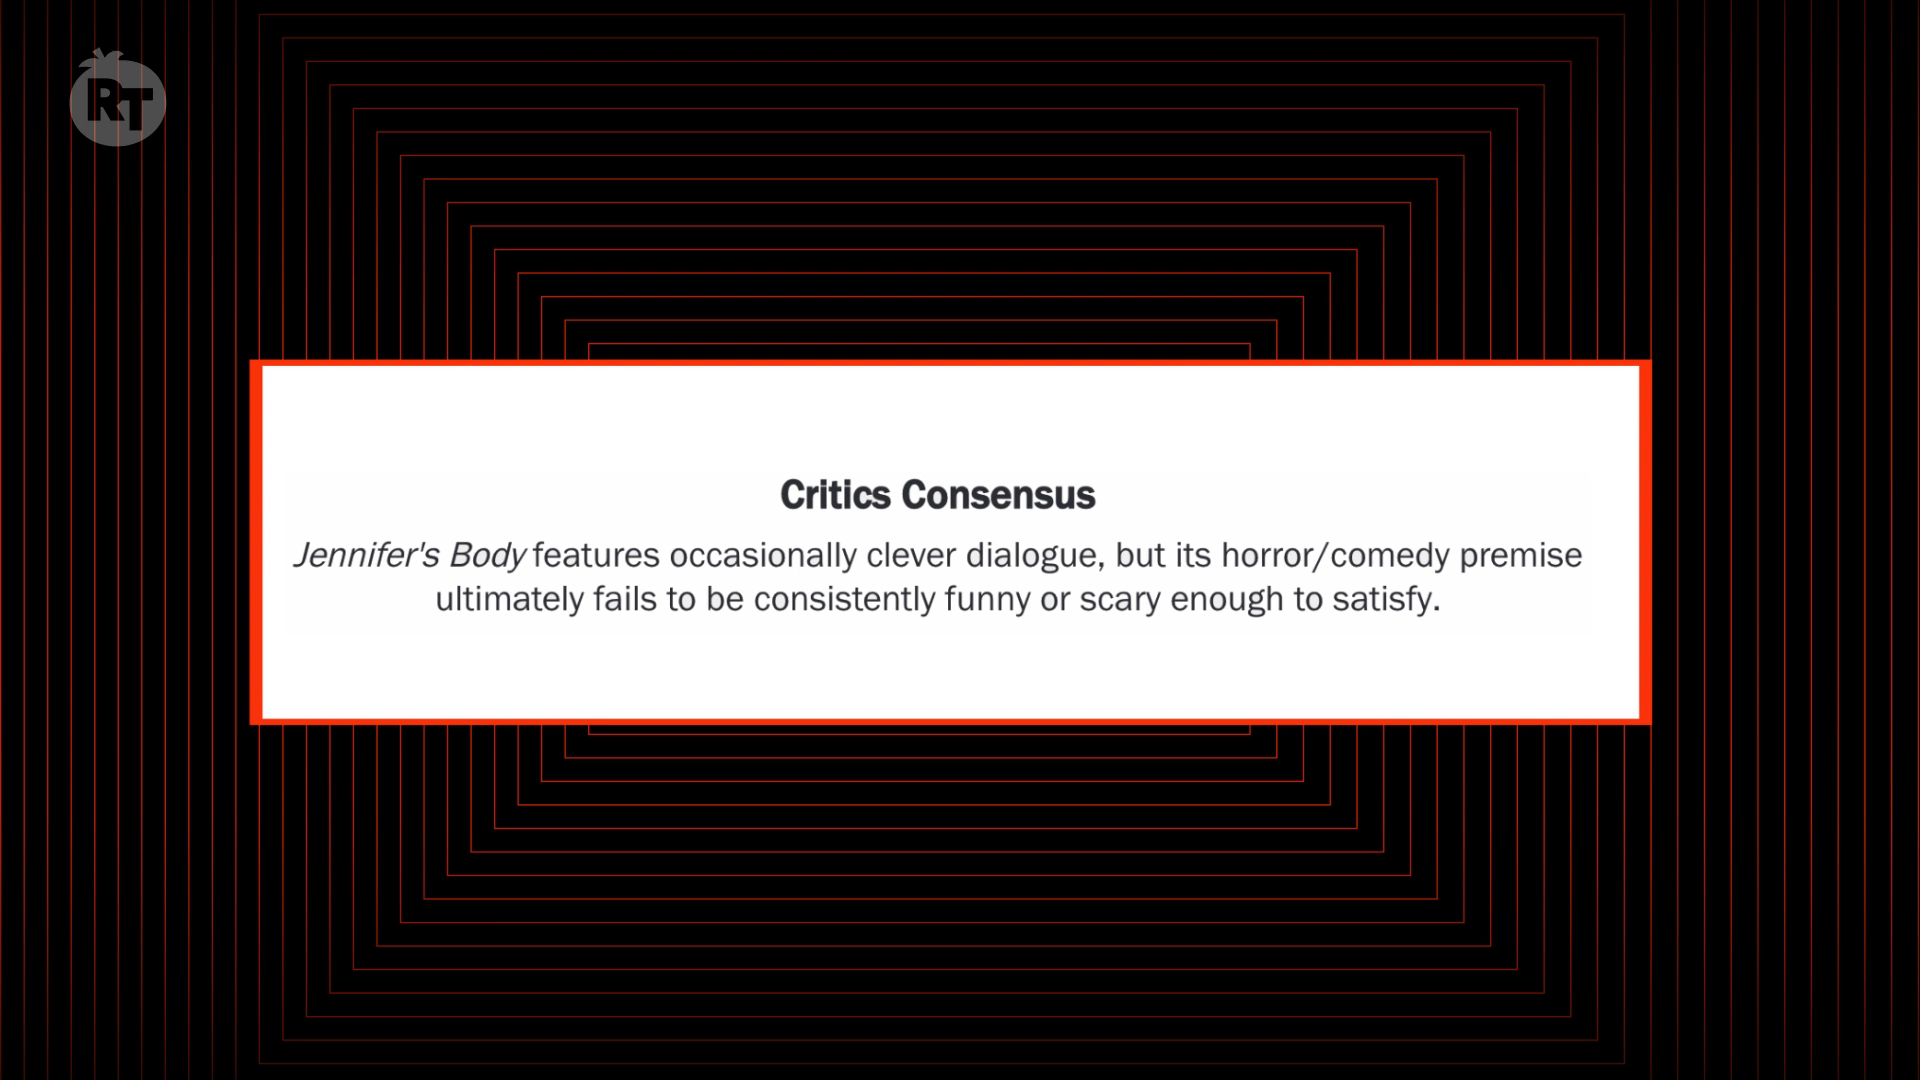 RT
Critics Consensus
Jennifer's Body features occasionally clever dialogue, but its horror/comedy premise
ultimately fails to be consistently funny or scary enough to satisfy.